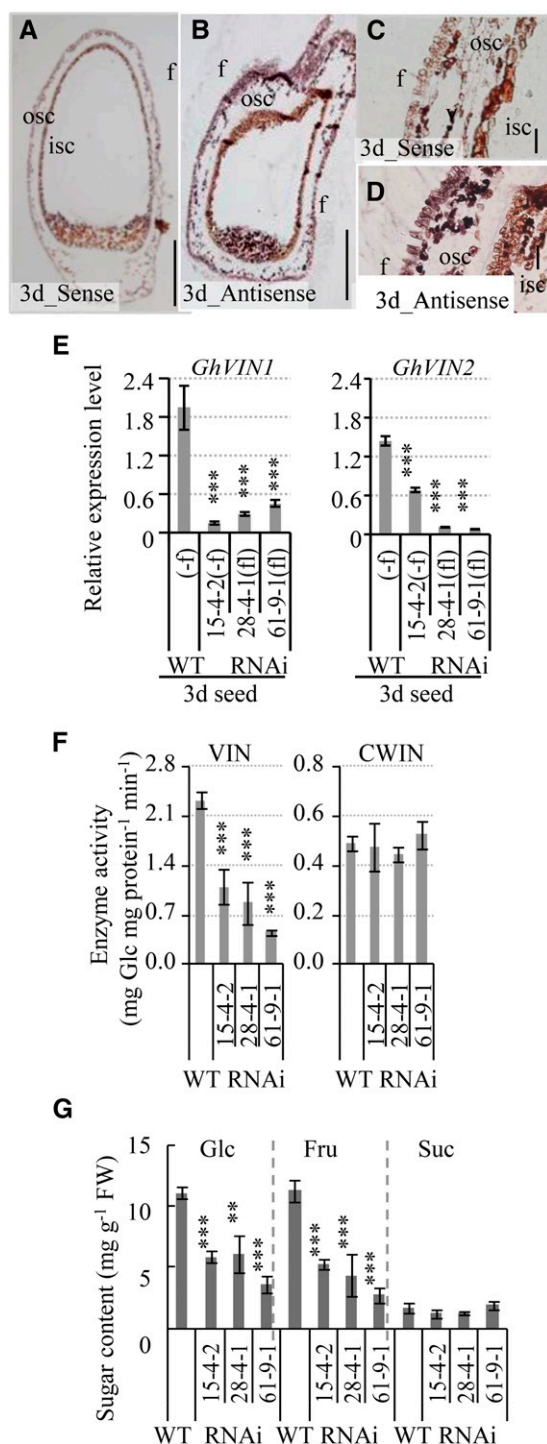 A
f
osc
isc
3d_Sense
B
f
osc
f
3d_Antisense
C
osc
f
isc
3d_Sense
D
osc
f
isc
3d_Antisense
E
GhVIN1
GhVIN2
Relative expression level
2.4
1.8
1.2
0.6
0
***
***
***
(-f)
15-4-2(-f)
28-4-1(fl)
61-9-1(fl)
WT
RNAi
3d seed
2.4
1.8
1.2
0.6
0
***
***
***
(-f)
15-4-2(-f)
28-4-1(fl)
61-9-1(fl)
WT
RNAi
3d seed
F
VIN
CWIN
Enzyme activity
(mg Glc mg protein⁻¹ min⁻¹)
2.8
2.1
1.4
0.7
0.0
***
***
***
15-4-2
28-4-1
61-9-1
WT RNAi
0.8
0.6
0.4
0.2
0.0
15-4-2
28-4-1
61-9-1
WT RNAi
G
Sugar content (mg g⁻¹ FW)
15
10
5
0
Glc
Fru
Suc
***
**
***
***
***
***
15-4-2
28-4-1
61-9-1
15-4-2
28-4-1
61-9-1
15-4-2
28-4-1
61-9-1
WT RNAi
WT RNAi
WT RNAi